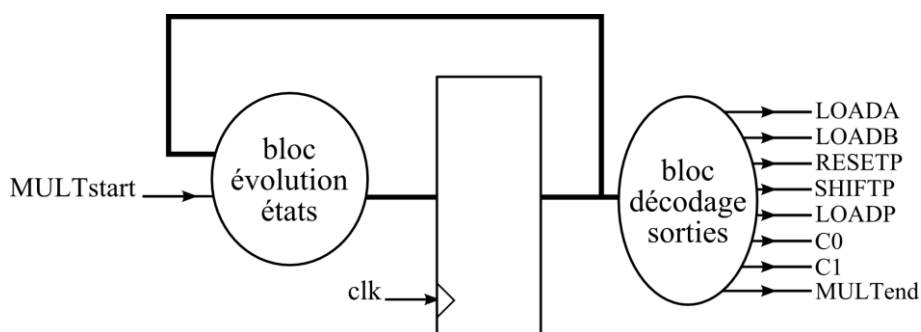 MULTstart
bloc
évolution
états
clk
bloc
décodage
sorties
LOADA
LOADB
RESETP
SHIFTP
LOADP
C0
C1
MULTend